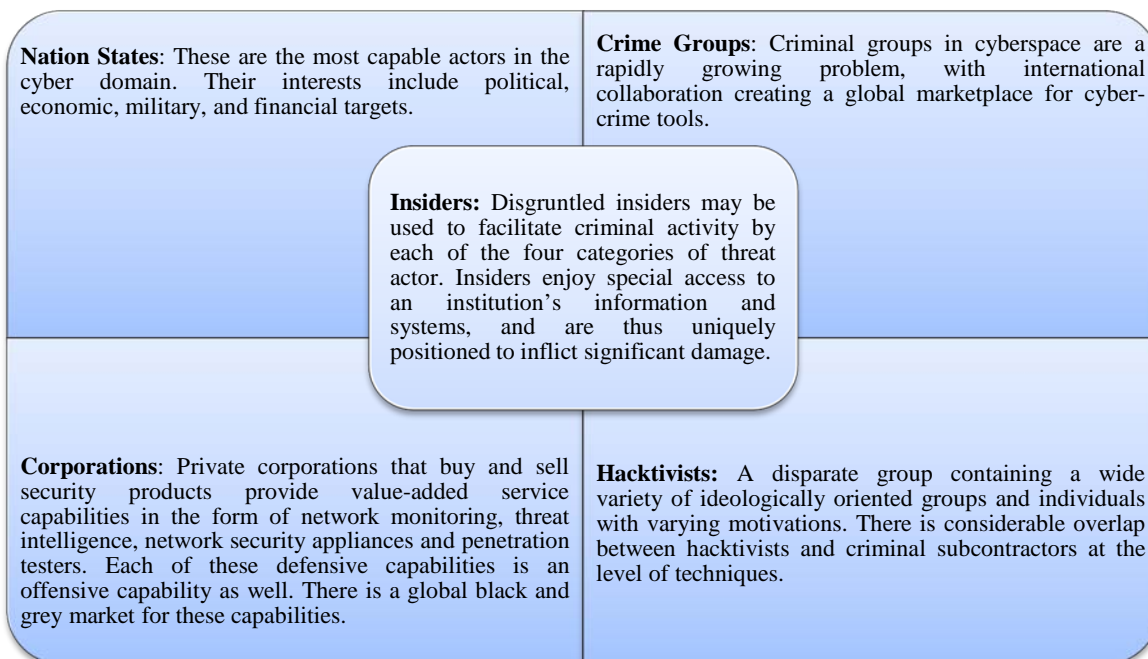 Nation States: These are the most capable actors in the
cyber domain. Their interests include political,
economic, military, and financial targets.
Crime Groups: Criminal groups in cyberspace are a
rapidly growing problem, with international
collaboration creating a global marketplace for cyber-
crime tools.
Insiders: Disgruntled insiders may be
used to facilitate criminal activity by
each of the four categories of threat
actor. Insiders enjoy special access to
an institution’s information and
systems, and are thus uniquely
positioned to inflict significant damage.
Corporations: Private corporations that buy and sell
security products provide value-added service
capabilities in the form of network monitoring, threat
intelligence, network security appliances and penetration
testers. Each of these defensive capabilities is an
offensive capability as well. There is a global black and
grey market for these capabilities.
Hacktivists: A disparate group containing a wide
variety of ideologically oriented groups and individuals
with varying motivations. There is considerable overlap
between hacktivists and criminal subcontractors at the
level of techniques.